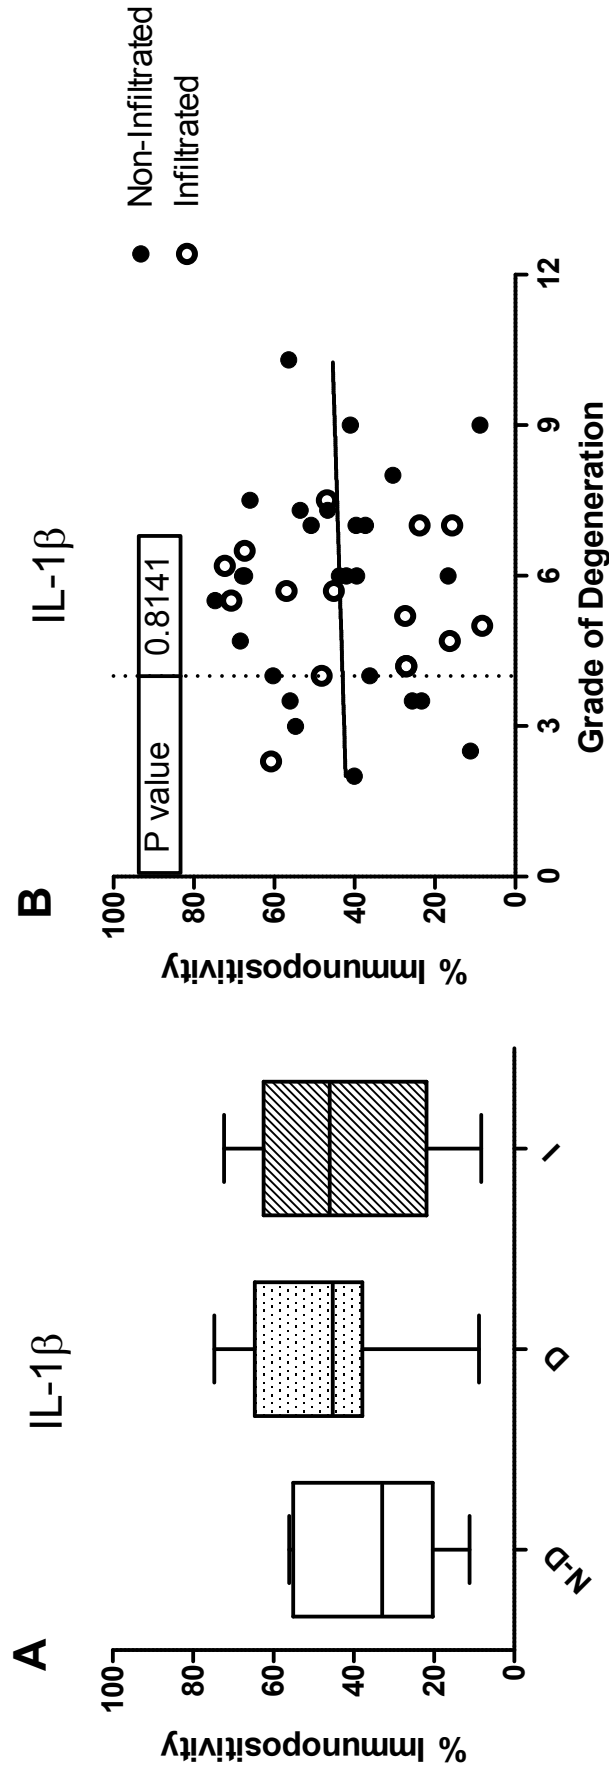 A
IL-1β
% Immunopositivity
100
80
60
40
20
0
N-D
D
I
B
IL-1β
P value 0.8141
% Immunopositivity
100
80
60
40
20
0
0 3 6 9 12
Grade of Degeneration
Non-Infiltrated
Infiltrated